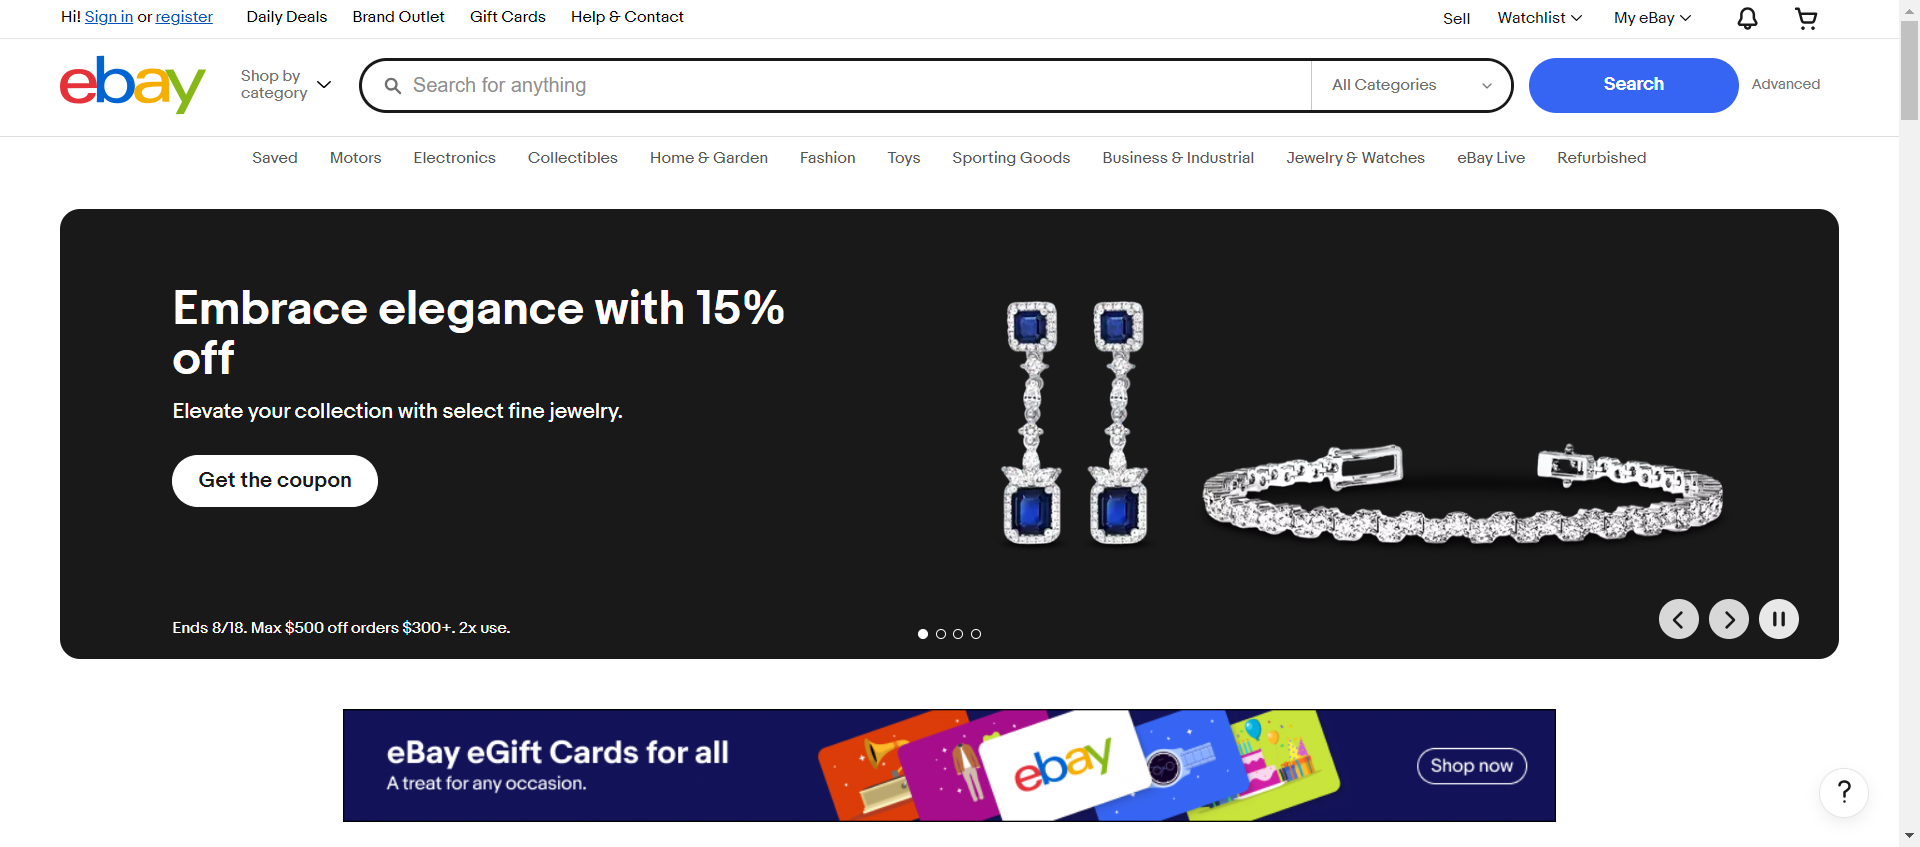 Hi! Sign in or register
Daily Deals
Brand Outlet
Gift Cards
Help & Contact
Sell
Watchlist
My eBay
ebay
Shop by
category
Search for anything
All Categories
Search
Advanced
Saved
Motors
Electronics
Collectibles
Home & Garden
Fashion
Toys
Sporting Goods
Business & Industrial
Jewelry & Watches
eBay Live
Refurbished
Embrace elegance with 15%
off
Elevate your collection with select fine jewelry.
Get the coupon
Ends 8/18. Max $500 off orders $300+. 2x use.
eBay eGift Cards for all
A treat for any occasion.
ebay
Shop now
?